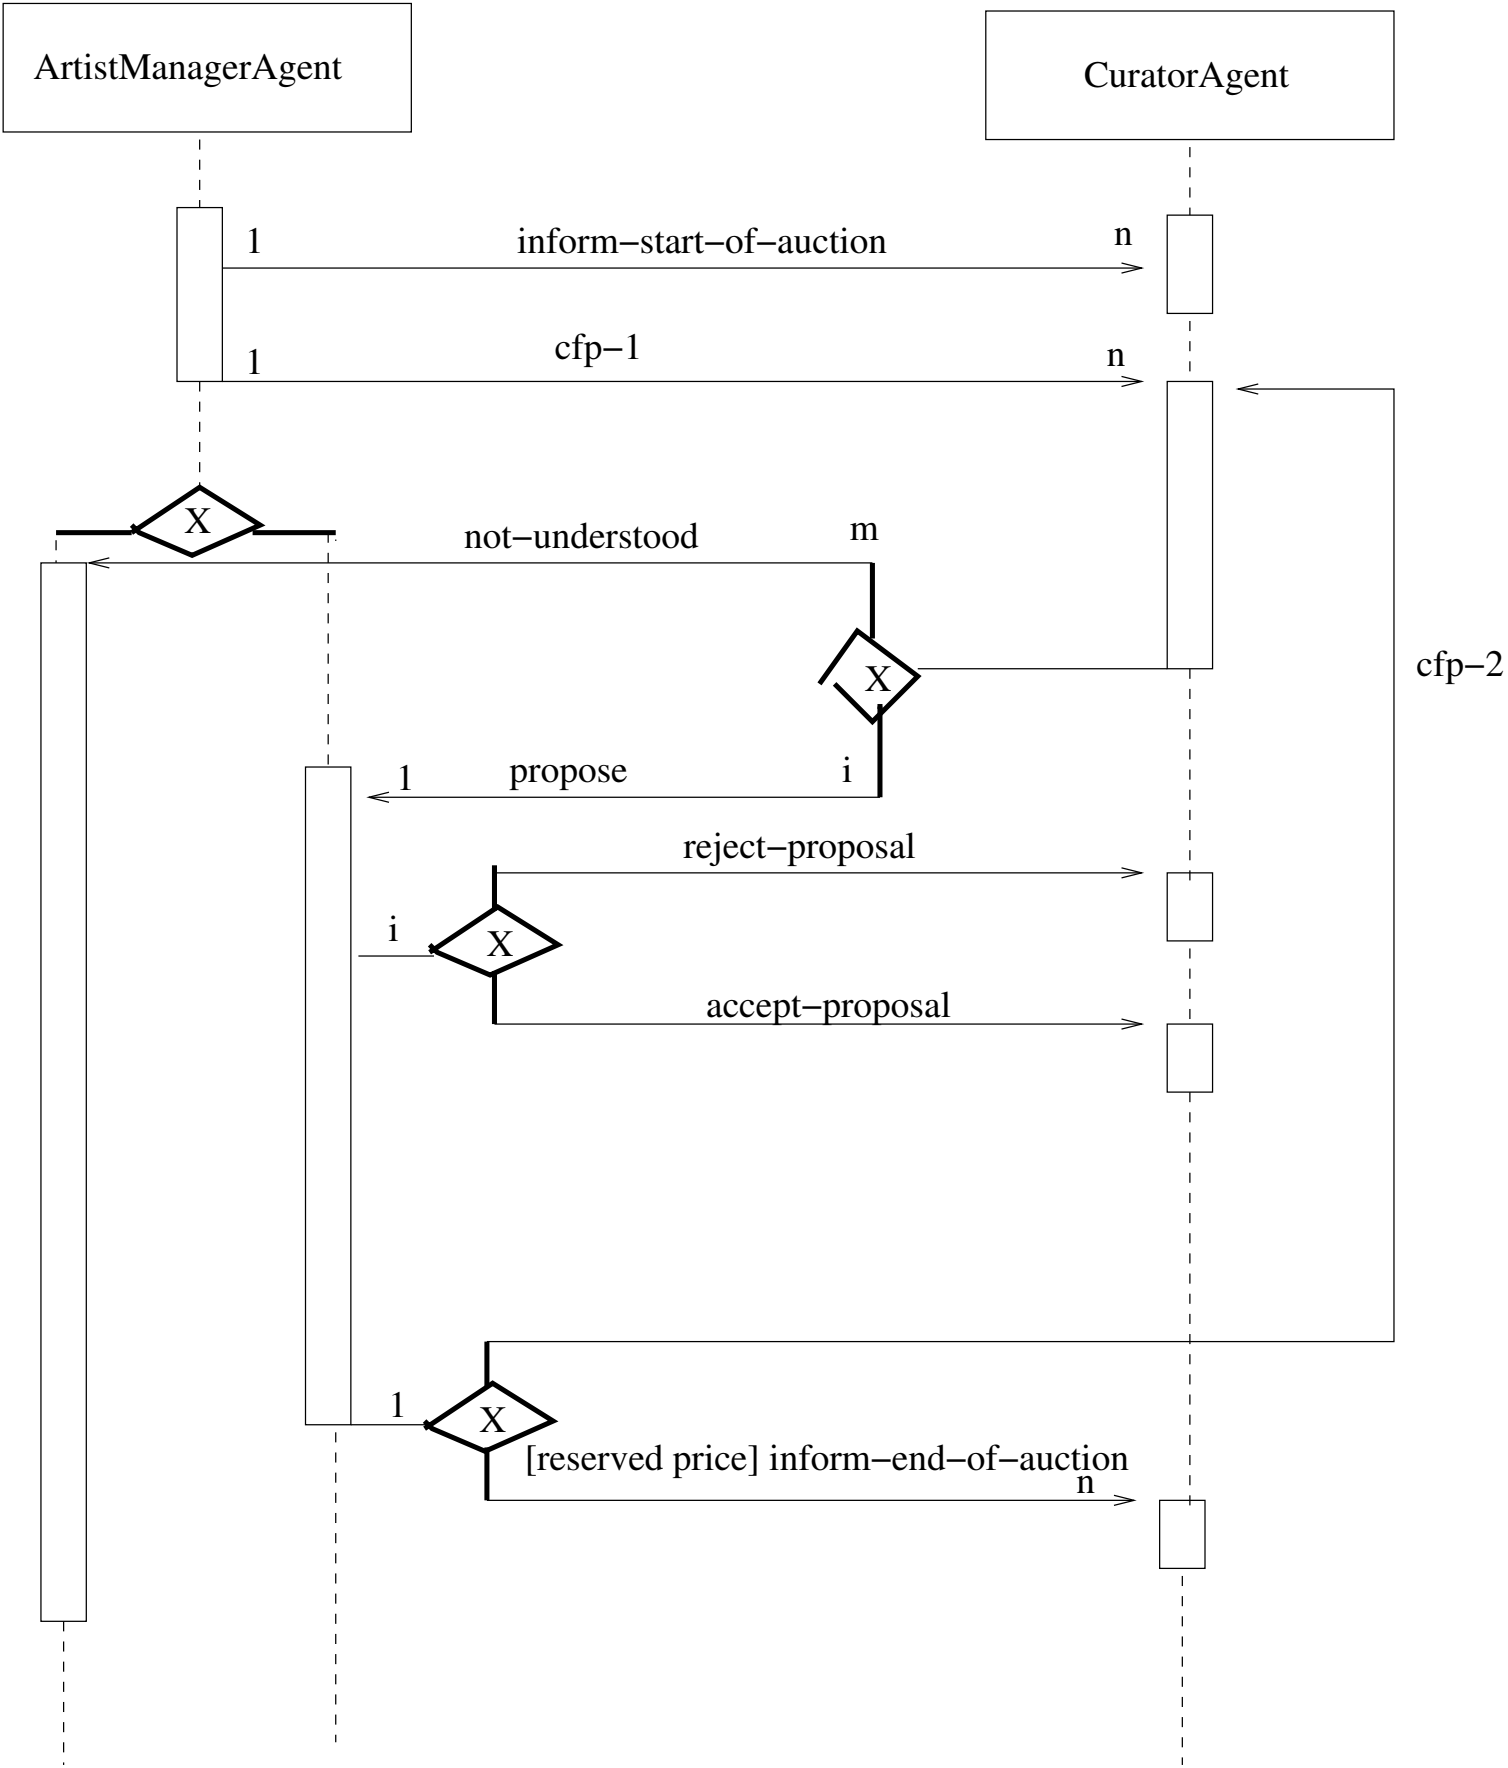 ArtistManagerAgent
CuratorAgent
1 inform−start−of−auction n
1 cfp−1 n
X
not−understood m
X
cfp−2
1 propose i
reject−proposal
i X
accept−proposal
1 X
[reserved price] inform−end−of−auction
n